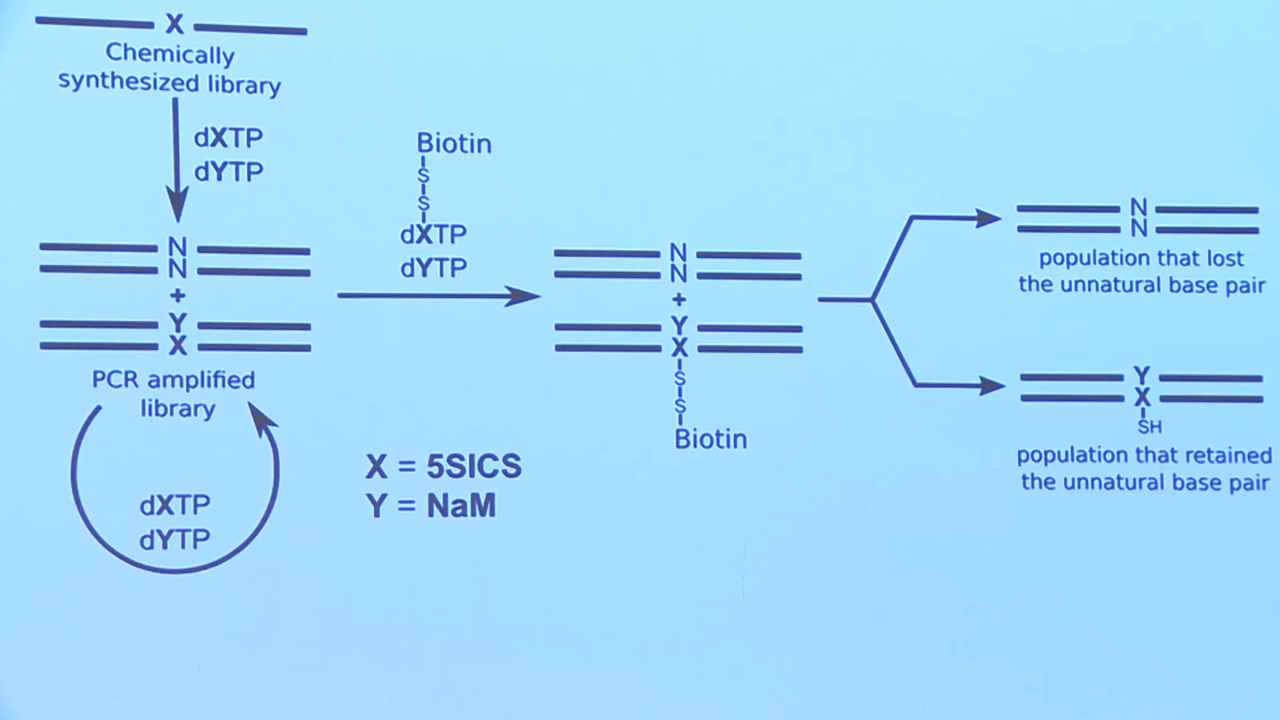 X
Chemically
synthesized library
dXTP
dYTP
N
N
+
Y
X
PCR amplified
library
dXTP
dYTP
Biotin
S
S
dXTP
dYTP
X = 5SICS
Y = NaM
N
N
+
Y
X
S
S
Biotin
N
N
population that lost
the unnatural base pair
Y
X
SH
population that retained
the unnatural base pair